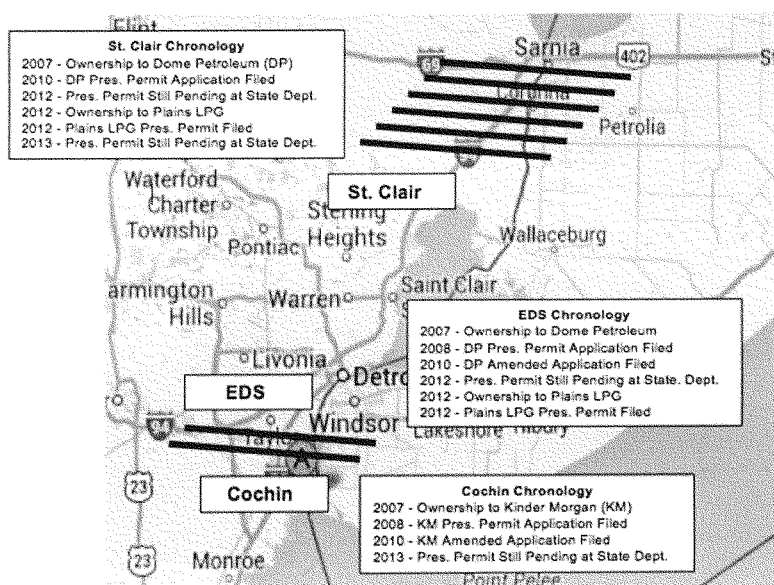 Flint
St. Clair Chronology
2007 - Ownership to Dome Petroleum (DP)
2010 - DP Pres. Permit Application Filed
2012 - Pres. Permit Still Pending at State Dept.
2012 - Ownership to Plains LPG
2012 - Plains LPG Pres. Permit Filed
2013 - Pres. Permit Still Pending at State Dept.
Sarnia
402
St
Corunna
Petrolia
St. Clair
Waterford
Charter
Township
Pontiac
Sterling
Heights
Wallaceburg
armington
Hills
Warren
Saint Clair
S
EDS Chronology
2007 - Ownership to Dome Petroleum
2008 - DP Pres. Permit Application Filed
2010 - DP Amended Application Filed
2012 - Pres. Permit Still Pending at State. Dept.
2012 - Ownership to Plains LPG
2012 - Plains LPG Pres. Permit Filed
Livonia
Detro
EDS
Windsor
Lakeshore
Tilbury
Taylo
23
Cochin
Cochin Chronology
2007 - Ownership to Kinder Morgan (KM)
2008 - KM Pres. Permit Application Filed
2010 - KM Amended Application Filed
2013 - Pres. Permit Still Pending at State Dept.
23
Monroe
Point Pelee